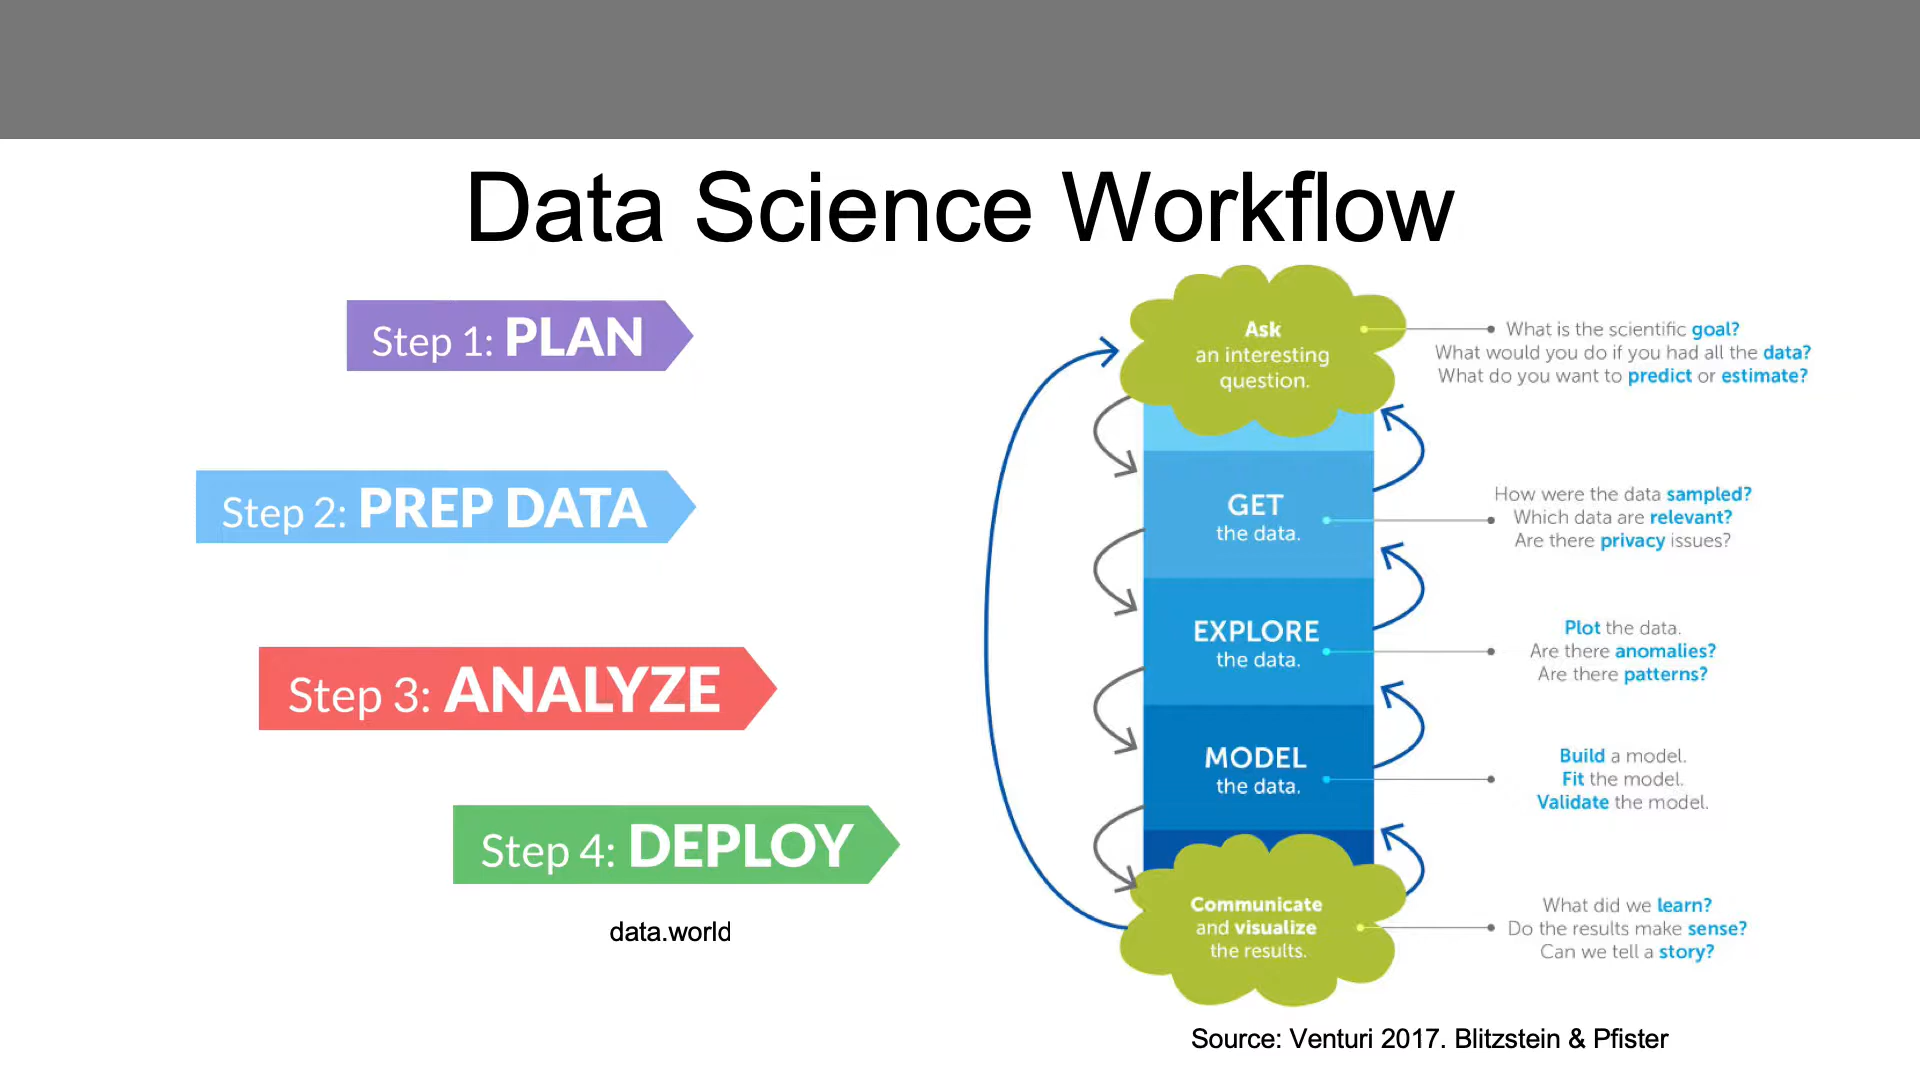 Data Science Workflow
Step 1: PLAN
Step 2: PREP DATA
Step 3: ANALYZE
Step 4: DEPLOY
data.world
Ask
an interesting
question.
What is the scientific goal?
What would you do if you had all the data?
What do you want to predict or estimate?
GET
the data.
How were the data sampled?
Which data are relevant?
Are there privacy issues?
EXPLORE
the data.
Plot the data.
Are there anomalies?
Are there patterns?
MODEL
the data.
Build a model.
Fit the model.
Validate the model.
Communicate
and visualize
the results.
What did we learn?
Do the results make sense?
Can we tell a story?
Source: Venturi 2017. Blitzstein & Pfister